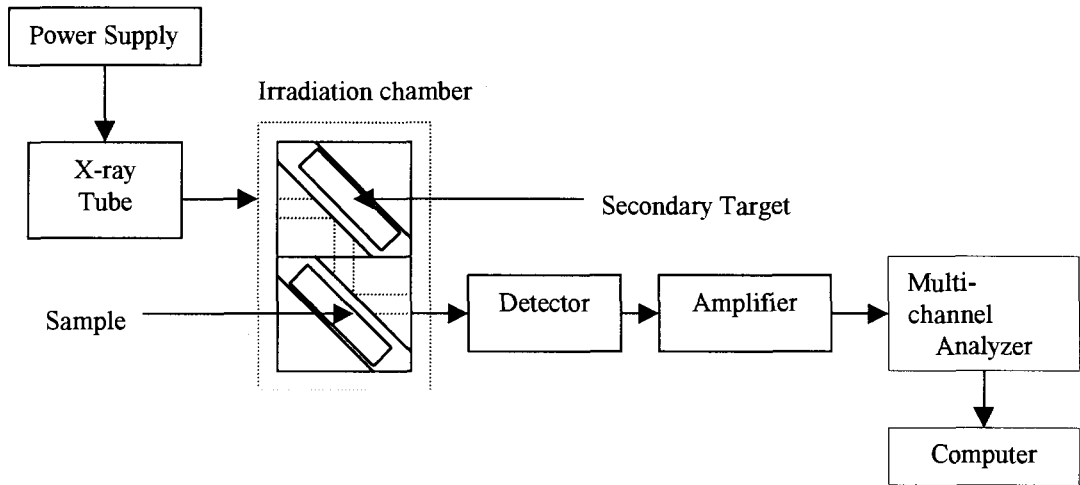 Power Supply
Irradiation chamber
X-ray
Tube
Secondary Target
Sample
Detector
Amplifier
Multi-
channel
Analyzer
Computer